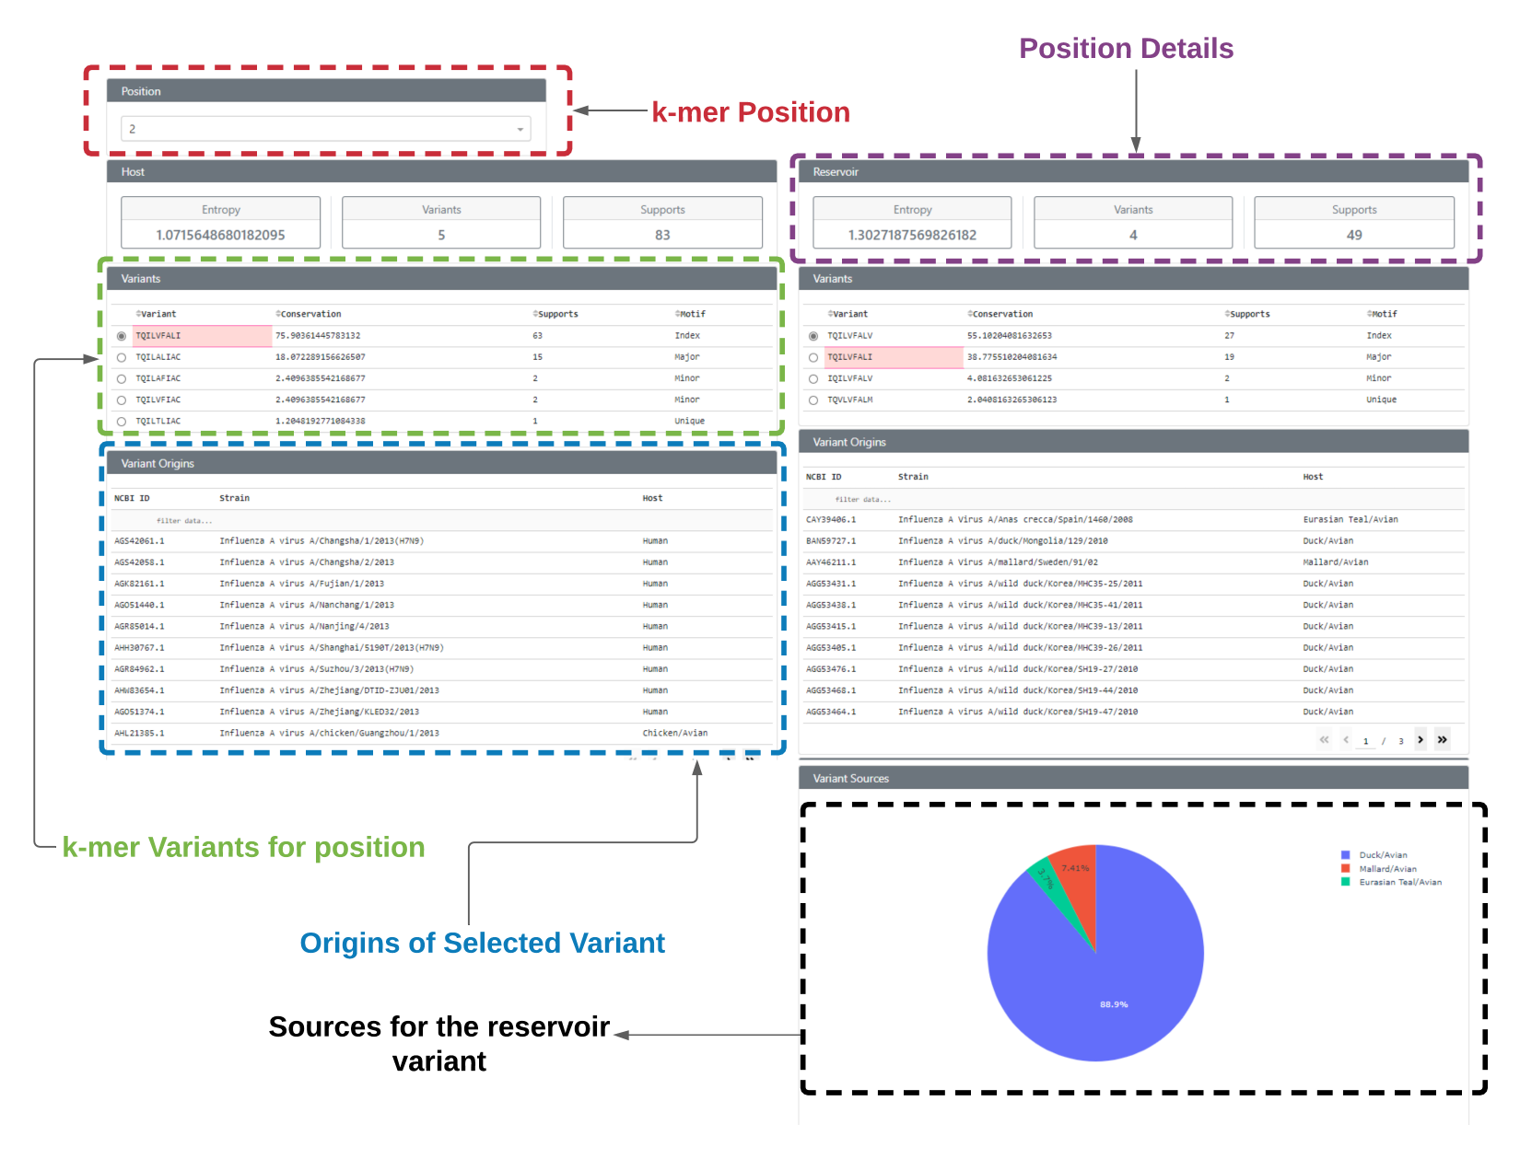 Position Details
k-mer Position
Position
2
Host
Entropy
1.0715648680182095
Variants
5
Supports
83
Reservoir
Entropy
1.3027187569826182
Variants
4
Supports
49
Variants
Variant Conservation Supports Motif
TQILVFALI 75.90361445783132 63 Index
TQILALIAC 18.072289156626507 15 Major
TQILAFIAC 2.4096385542168677 2 Minor
TQILVFIAC 2.4096385542168677 2 Minor
TQILTLIAC 1.2048192771084338 1 Unique
Variants
Variant Conservation Supports Motif
TQILVFALV 55.10204081632653 27 Index
TQILVFALI 38.775510204081634 19 Major
IQILVFALV 4.081632653061225 2 Minor
TQVLVFALM 2.0408163265306123 1 Unique
Variant Origins
NCBI ID Strain Host
filter data...
AGS42061.1 Influenza A virus A/Changsha/1/2013(H7N9) Human
AGS42058.1 Influenza A virus A/Changsha/2/2013 Human
AGK82161.1 Influenza A virus A/Fujian/1/2013 Human
AGO51440.1 Influenza A virus A/Nanchang/1/2013 Human
AGR85014.1 Influenza A virus A/Nanjing/4/2013 Human
AHH30767.1 Influenza A virus A/Shanghai/5190T/2013(H7N9) Human
AGR84962.1 Influenza A virus A/Suzhou/3/2013(H7N9) Human
AHW83654.1 Influenza A virus A/Zhejiang/DTID-ZJU01/2013 Human
AGO51374.1 Influenza A virus A/Zhejiang/KLED32/2013 Human
AHL21385.1 Influenza A virus A/chicken/Guangzhou/1/2013 Chicken/Avian
Variant Origins
NCBI ID Strain Host
filter data...
CAY39406.1 Influenza A Virus A/Anas crecca/Spain/1460/2008 Eurasian Teal/Avian
BAN59727.1 Influenza A virus A/duck/Mongolia/129/2010 Duck/Avian
AAY46211.1 Influenza A virus A/mallard/Sweden/91/02 Mallard/Avian
AGG53431.1 Influenza A virus A/wild duck/Korea/MHC35-25/2011 Duck/Avian
AGG53438.1 Influenza A virus A/wild duck/Korea/MHC35-41/2011 Duck/Avian
AGG53415.1 Influenza A virus A/wild duck/Korea/MHC39-13/2011 Duck/Avian
AGG53405.1 Influenza A virus A/wild duck/Korea/MHC39-26/2011 Duck/Avian
AGG53476.1 Influenza A virus A/wild duck/Korea/SH19-27/2010 Duck/Avian
AGG53468.1 Influenza A virus A/wild duck/Korea/SH19-44/2010 Duck/Avian
AGG53464.1 Influenza A virus A/wild duck/Korea/SH19-47/2010 Duck/Avian
« ‹ 1 / 3 › »
Variant Sources
Duck/Avian
Mallard/Avian
Eurasian Teal/Avian
7.41%
3.7%
88.9%
k-mer Variants for position
Origins of Selected Variant
Sources for the reservoir
variant